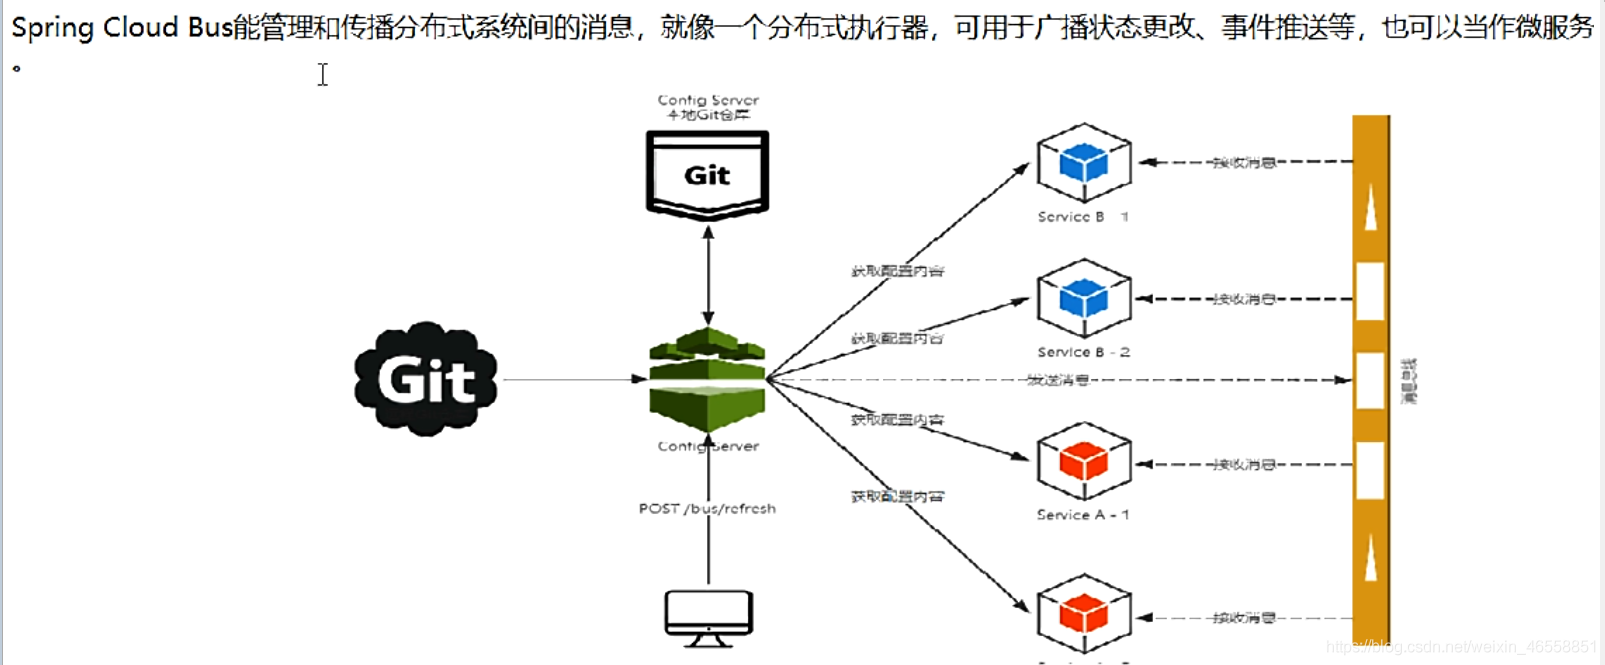 Spring Cloud Bus能管理和传播分布式系统间的消息，就像一个分布式执行器，可用于广播状态更改、事件推送等，也可以当作微服务
。
Config Server
本地Git仓库
Git
接收消息
Service B - 1
获取配置内容
接收消息
获取配置内容
Service B - 2
Git
发送消息
消息总线
获取配置内容
Config Server
接收消息
获取配置内容
POST /bus/refresh
Service A - 1
接收消息
https://blog.csdn.net/weixin_46558851